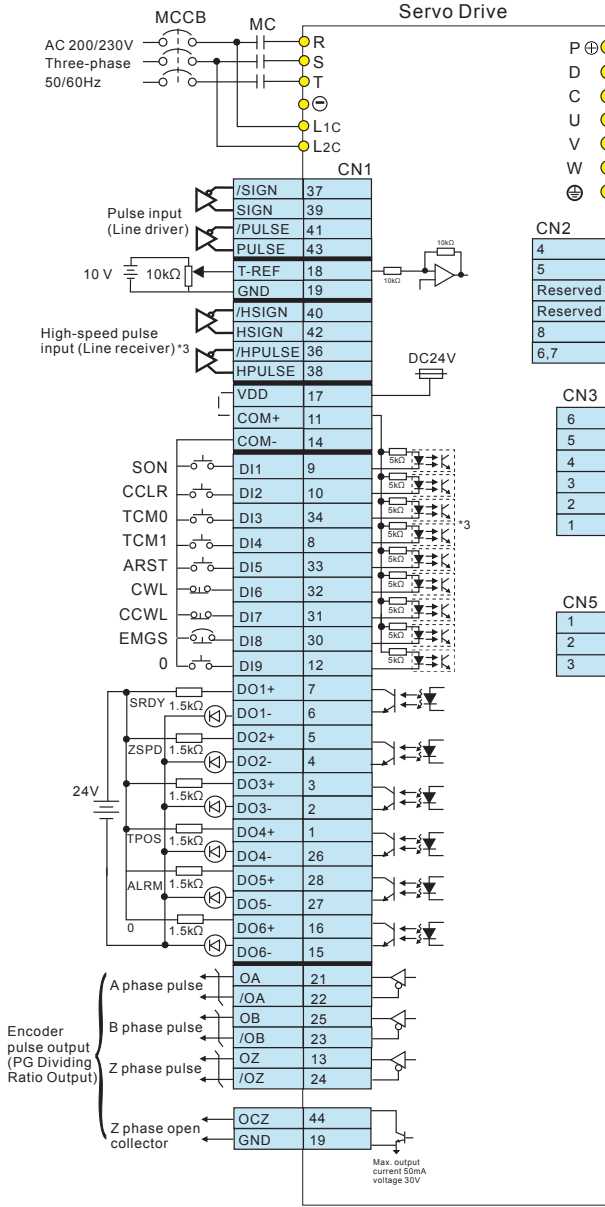 Servo Drive
MCCB
MC
AC 200/230V
Three-phase
50/60Hz
R
S
T
L1C
L2C
P
D
C
U
V
W
CN1
/SIGN 37
SIGN 39
/PULSE 41
PULSE 43
T-REF 18
GND 19
/HSIGN 40
HSIGN 42
/HPULSE 36
HPULSE 38
VDD 17
COM+ 11
COM- 14
DI1 9
DI2 10
DI3 34
DI4 8
DI5 33
DI6 32
DI7 31
DI8 30
DI9 12
DO1+ 7
DO1- 6
DO2+ 5
DO2- 4
DO3+ 3
DO3- 2
DO4+ 1
DO4- 26
DO5+ 28
DO5- 27
DO6+ 16
DO6- 15
OA 21
/OA 22
OB 25
/OB 23
OZ 13
/OZ 24
OCZ 44
GND 19
Pulse input
(Line driver)
10 V
10kΩ
10kΩ
10kΩ
High-speed pulse
input (Line receiver)*3
DC24V
SON
CCLR
TCM0
TCM1
ARST
CWL
CCWL
EMGS
0
5kΩ
5kΩ
5kΩ
5kΩ
5kΩ
5kΩ
5kΩ
5kΩ
5kΩ
*3
24V
SRDY 1.5kΩ
ZSPD 1.5kΩ
1.5kΩ
TPOS 1.5kΩ
ALRM 1.5kΩ
0 1.5kΩ
Encoder
pulse output
(PG Dividing
Ratio Output)
A phase pulse
B phase pulse
Z phase pulse
Z phase open
collector
Max. output
current 50mA
voltage 30V
CN2
4
5
Reserved
Reserved
8
6,7
CN3
6
5
4
3
2
1
CN5
1
2
3